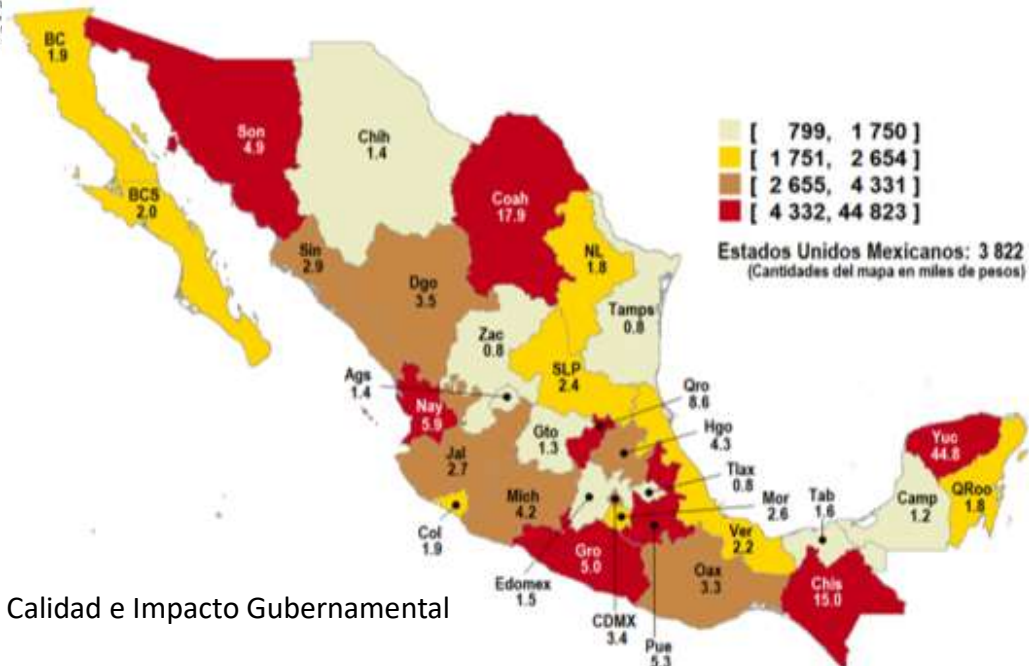 BC
1.9
Son
4.9
Chih
1.4
BCS
2.0
Coah
17.9
[ 799, 1 750 ]
[ 1 751, 2 654 ]
[ 2 655, 4 331 ]
[ 4 332, 44 823 ]
Estados Unidos Mexicanos: 3 822
(Cantidades del mapa en miles de pesos)
Sin
2.9
Dgo
3.5
NL
1.8
Tamps
0.8
Zac
0.8
SLP
2.4
Ags
1.4
Nay
5.9
Qro
8.6
Gto
1.3
Hgo
4.3
Jal
2.7
Tlax
0.8
Mich
4.2
Mor
2.6
Tab
1.6
Yuc
44.8
Camp
1.2
QRoo
1.8
Col
1.9
Ver
2.2
Gro
5.0
Oax
3.3
Chis
15.0
Edomex
1.5
CDMX
3.4
Pue
5.3
Calidad e Impacto Gubernamental